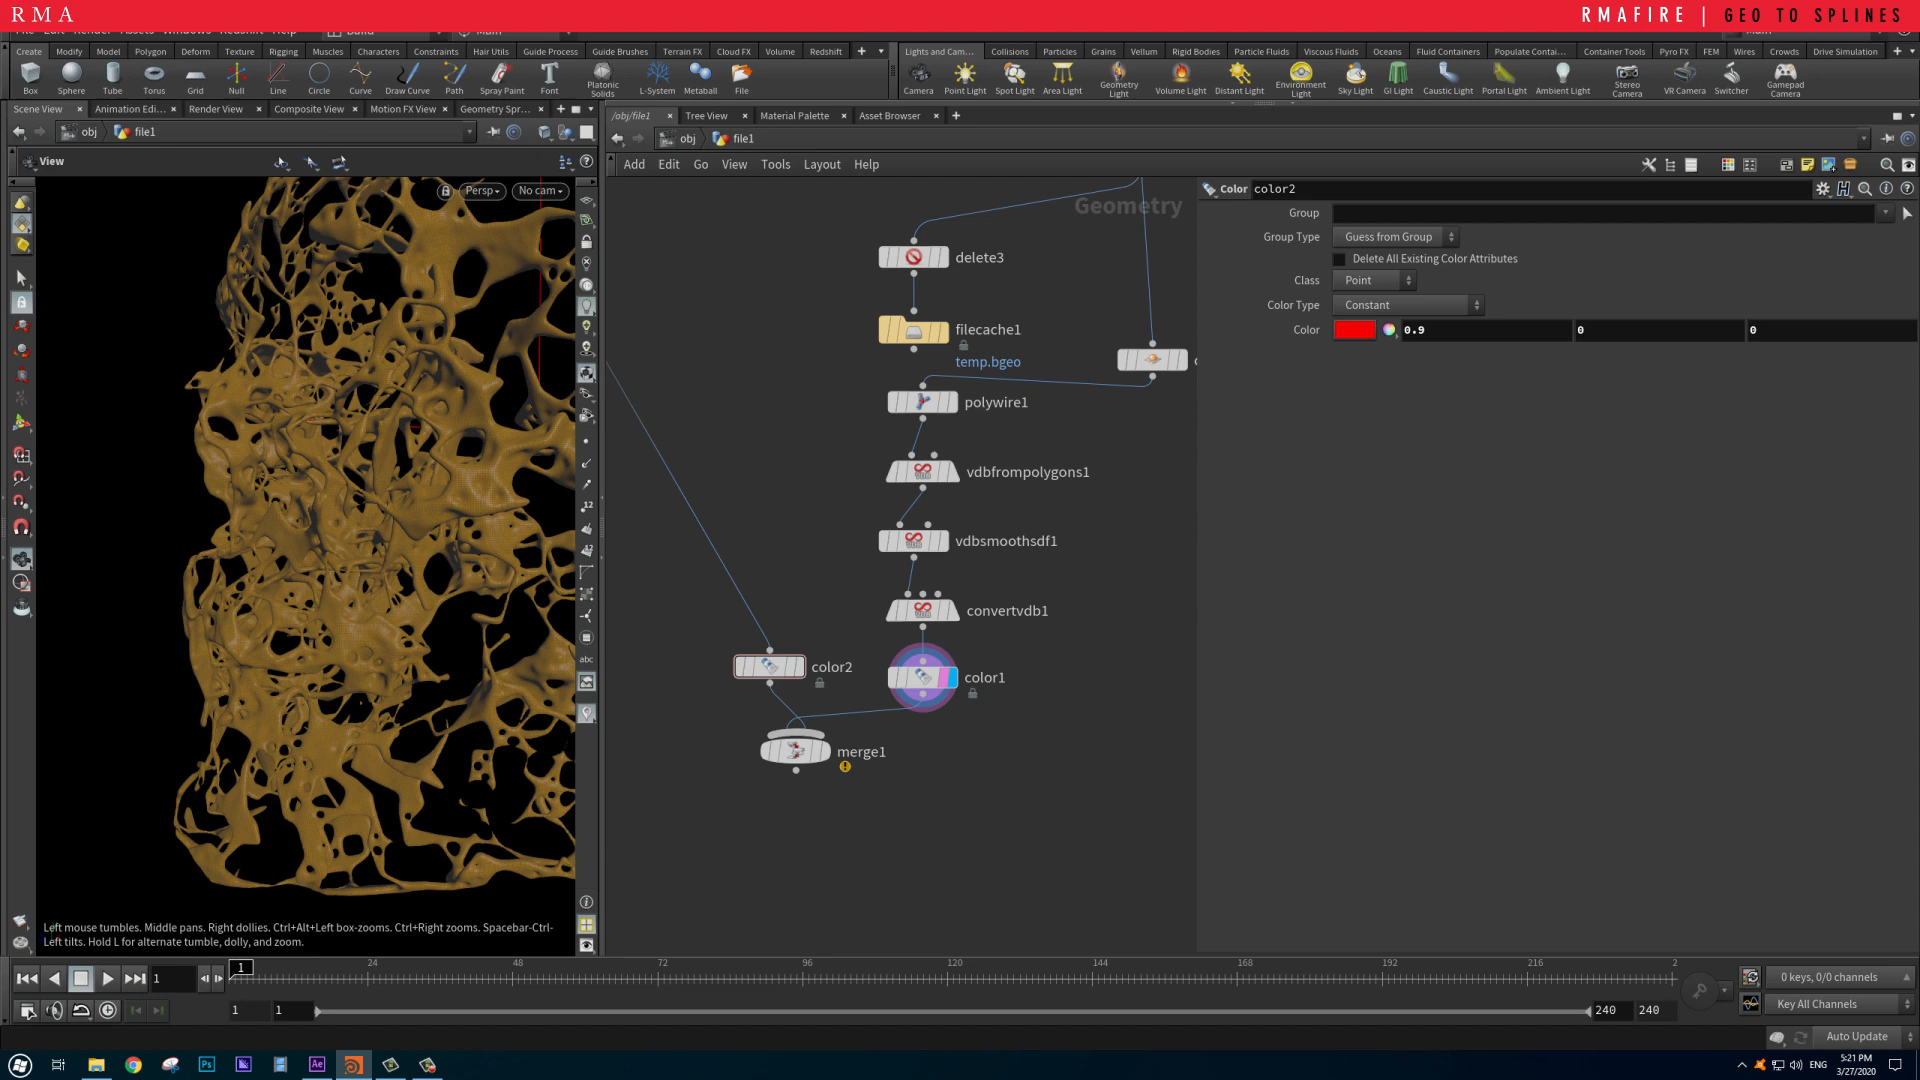 RMA
RMAFIRE | GEO TO SPLINES
Create Modify Model Polygon Deform Texture Rigging Muscles Characters Constraints Hair Utils Guide Process Guide Brushes Terrain FX Cloud FX Volume Redshift
Lights and Cam... Collisions Particles Grains Vellum Rigid Bodies Particle Fluids Viscous Fluids Oceans Fluid Containers Populate Contai... Container Tools Pyro FX FEM Wires Crowds Drive Simulation
Box Sphere Tube Torus Grid Null Line Circle Curve Draw Curve Path Spray Paint Font Platonic Solids L-System Metaball File
Camera Point Light Spot Light Area Light Geometry Light Volume Light Distant Light Environment Light Sky Light GI Light Caustic Light Portal Light Ambient Light Stereo Camera VR Camera Switcher Gamepad Camera
Scene View Animation Edi... Render View Composite View Motion FX View Geometry Spr...
/obj/file1 Tree View Material Palette Asset Browser
obj file1
obj file1
View
Add Edit Go View Tools Layout Help
Persp No cam
Geometry
Color color2
Group
Group Type Guess from Group
Delete All Existing Color Attributes
Class Point
Color Type Constant
Color 0.9 0 0
delete3
filecache1
temp.bgeo
polywire1
vdbfrompolygons1
vdbsmoothsdf1
convertvdb1
color2
color1
merge1
12
12
abc
Left mouse tumbles. Middle pans. Right dollies. Ctrl+Alt+Left box-zooms. Ctrl+Right zooms. Spacebar-Ctrl-
Left tilts. Hold L for alternate tumble, dolly, and zoom.
1 1 24 48 72 96 120 144 168 192 216 2
0 keys, 0/0 channels
1 1 240 240
Key All Channels
Auto Update
Ps Ae
ENG
5:21 PM
3/27/2020